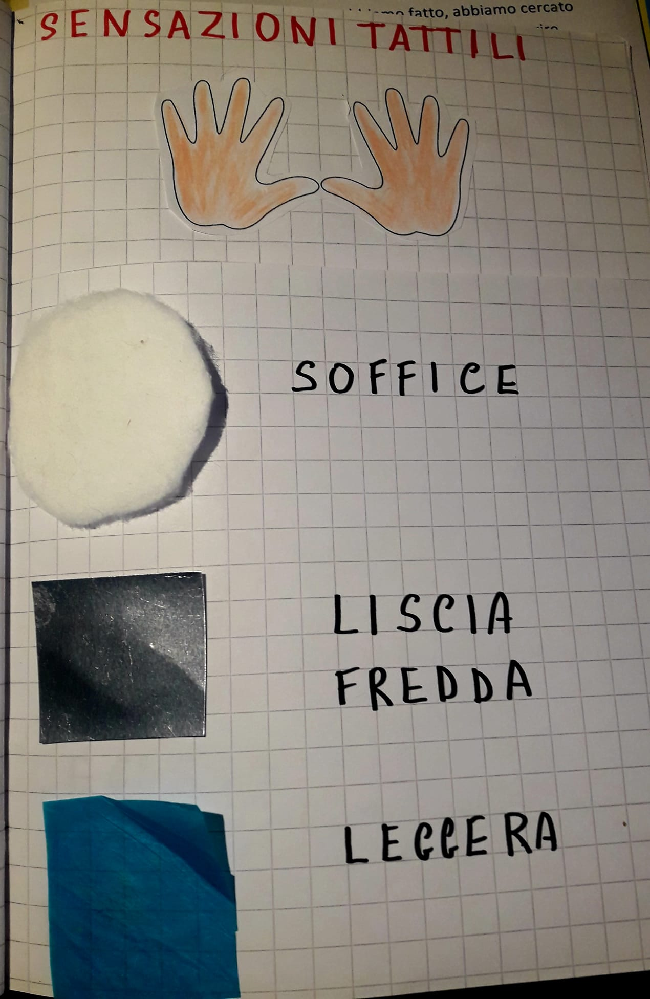 fatto, abbiamo cercato
SENSAZIONI TATTILI
SOFFICE
LISCIA
FREDDA
LEGGERA